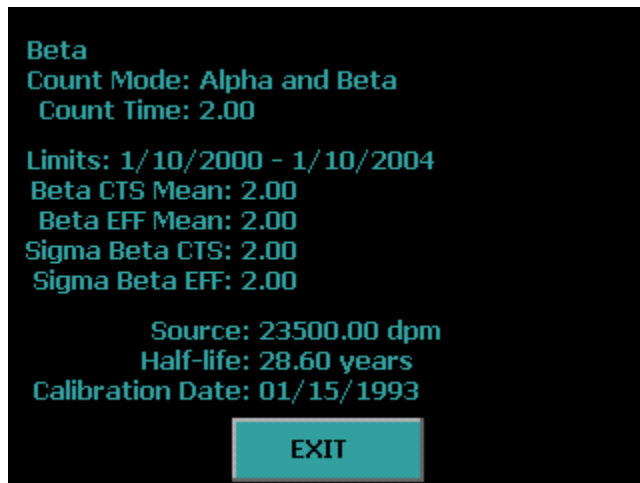 Beta
Count Mode: Alpha and Beta
Count Time: 2.00
Limits: 1/10/2000 - 1/10/2004
Beta CTS Mean: 2.00
Beta EFF Mean: 2.00
Sigma Beta CTS: 2.00
Sigma Beta EFF: 2.00
Source: 23500.00 dpm
Half-life: 28.60 years
Calibration Date: 01/15/1993
EXIT